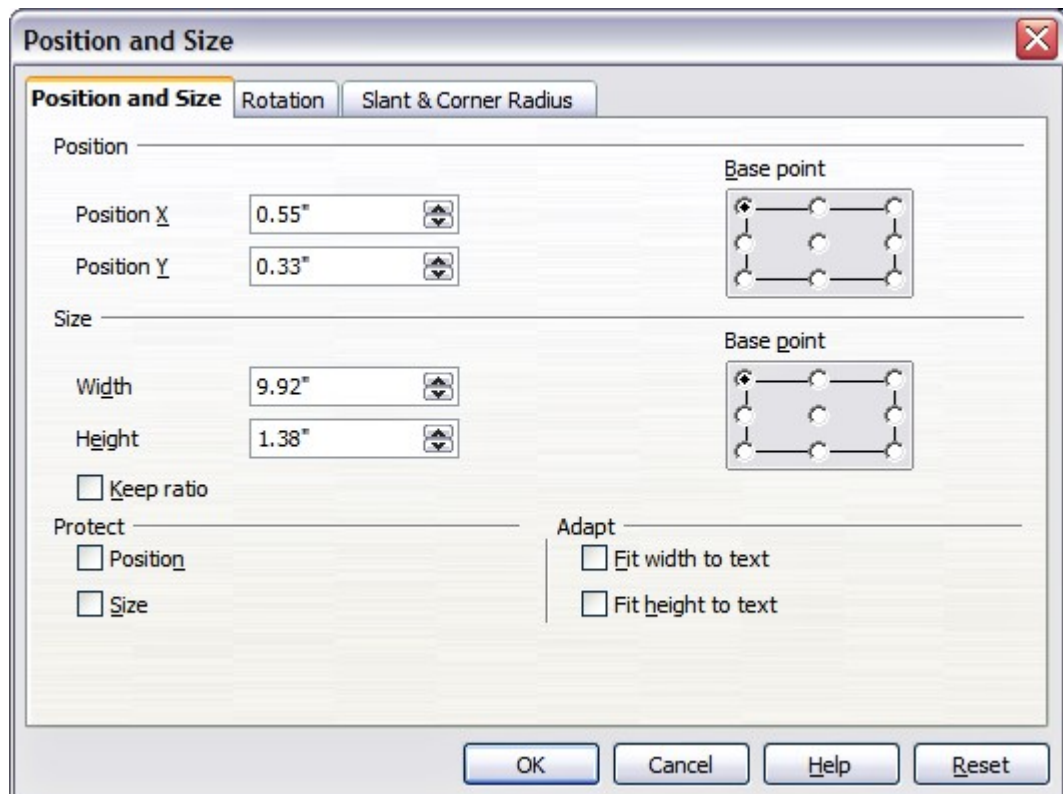 Position and Size
Position and Size Rotation Slant & Corner Radius
Position
Base point
Position X 0.55"
Position Y 0.33"
Size
Base point
Width 9.92"
Height 1.38"
Keep ratio
Protect Adapt
Position Fit width to text
Size Fit height to text
OK Cancel Help Reset